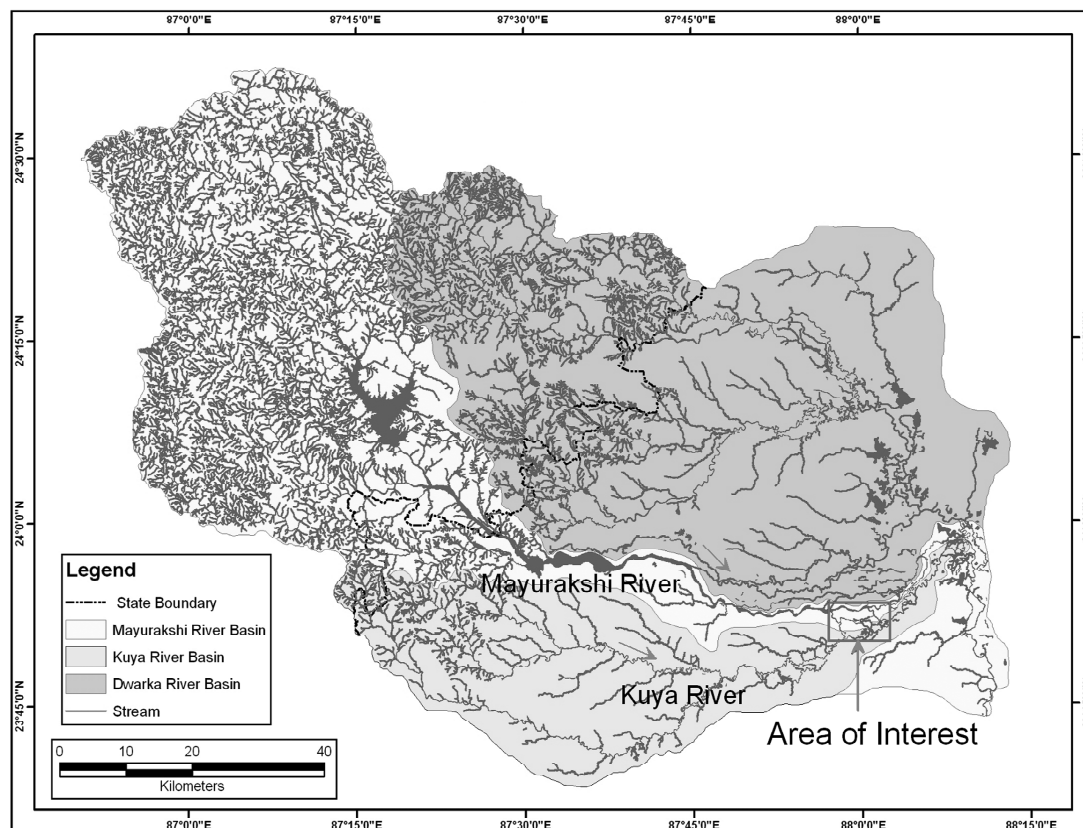 87°0'0"E 87°15'0"E 87°30'0"E 87°45'0"E 88°0'0"E
24°30'0"N
24°15'0"N
24°0'0"N
23°45'0"N
Mayurakshi River
Kuya River
Area of Interest
Legend
State Boundary
Mayurakshi River Basin
Kuya River Basin
Dwarka River Basin
Stream
0 10 20 40
Kilometers
87°0'0"E 87°15'0"E 87°30'0"E 87°45'0"E 88°0'0"E 88°15'0"E